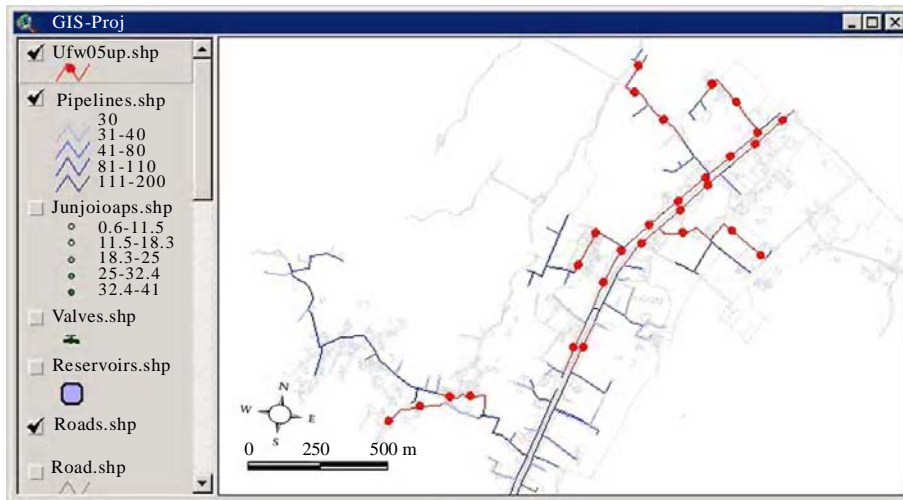 GIS-Proj
Ufw05up.shp
Pipelines.shp
30
31-40
41-80
81-110
111-200
Junjoioaps.shp
0.6-11.5
11.5-18.3
18.3-25
25-32.4
32.4-41
Valves.shp
Reservoirs.shp
Roads.shp
Road.shp
N
W E
S
0 250 500 m